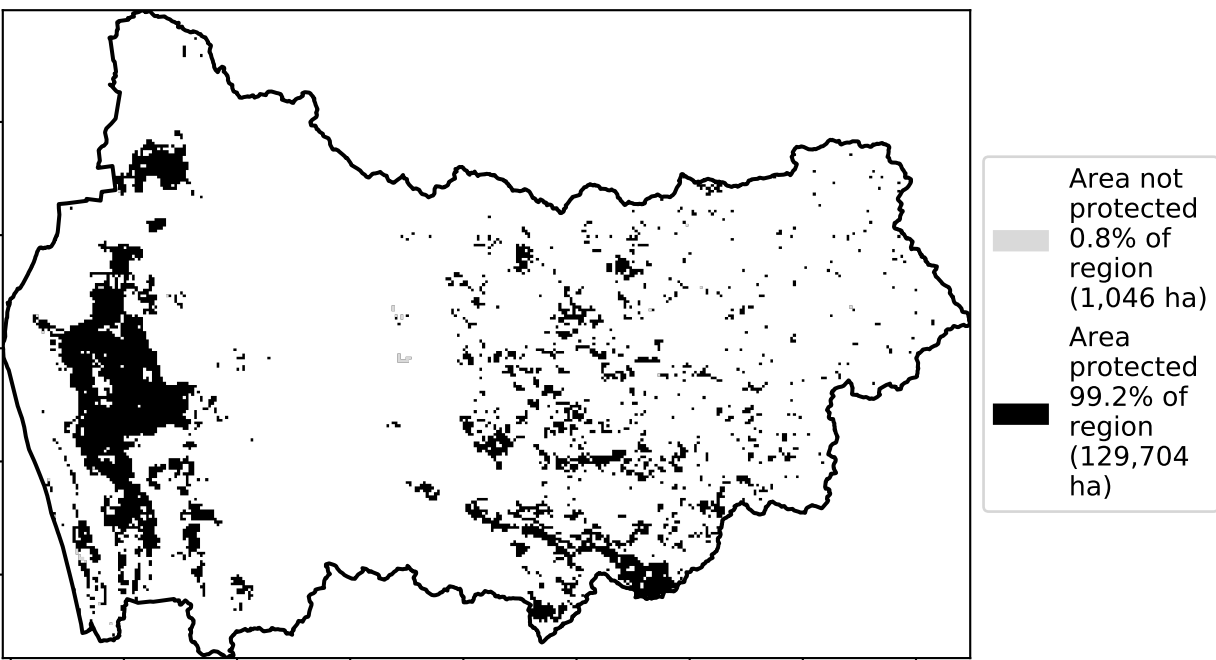 Area not
protected
0.8% of
region
(1,046 ha)
Area
protected
99.2% of
region
(129,704
ha)